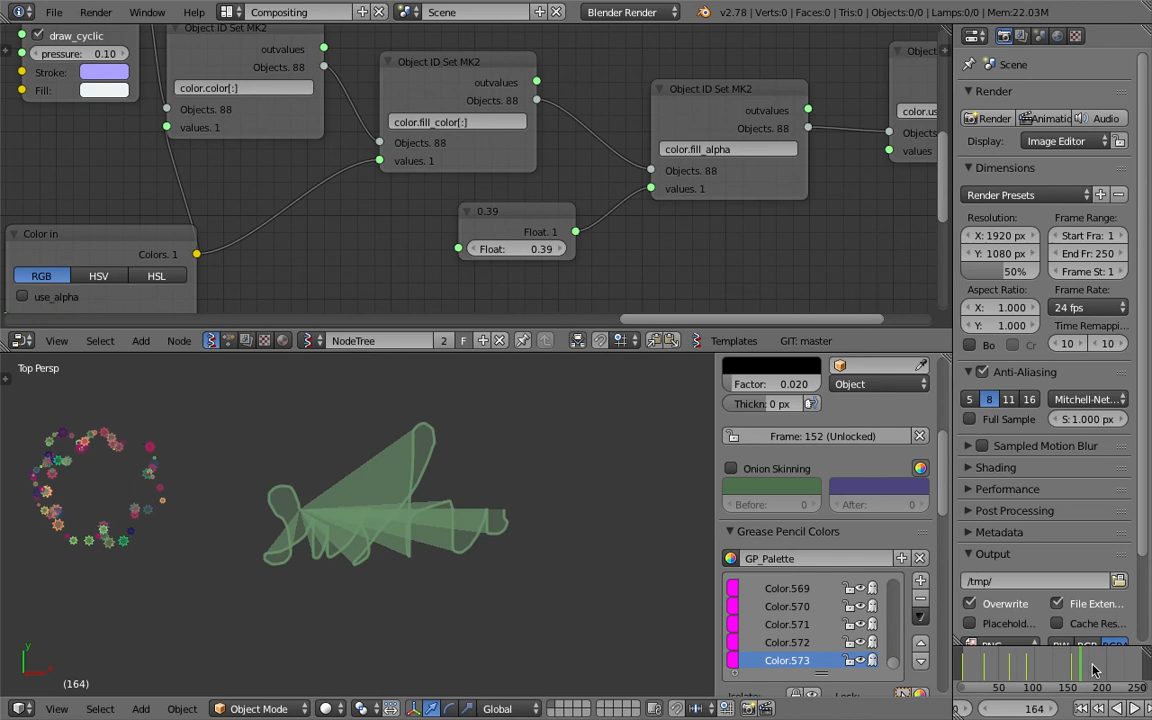 File Render Window Help Compositing Scene Blender Render v2.78 | Verts:0 | Faces:0 | Tris:0 | Objects:0/0 | Lamps:0/0 | Mem:22.03M
draw_cyclic
pressure: 0.10
Stroke:
Fill:
Object ID Set MK2
outvalues
Objects. 88
color.color[:]
Objects. 88
values. 1
Object ID Set MK2
outvalues
Objects. 88
color.fill_color[:]
Objects. 88
values. 1
Object ID Set MK2
outvalues
Objects. 88
color.fill_alpha
Objects. 88
values. 1
Object
color.us
Objects
values
0.39
Float. 1
Float: 0.39
Color in
Colors. 1
RGB HSV HSL
use_alpha
View Select Add Node NodeTree 2 F Templates GIT: master
Top Persp
y
x
(164)
Factor: 0.020
Object
Thickn: 0 px
Frame: 152 (Unlocked)
Onion Skinning
Before: 0 After: 0
Grease Pencil Colors
GP_Palette
Color.569
Color.570
Color.571
Color.572
Color.573
View Select Add Object Object Mode Global
Scene
Render
Render Animatic Audio
Display: Image Editor
Dimensions
Render Presets
Resolution: Frame Range:
X: 1920 px Start Fra: 1
Y: 1080 px End Fr: 250
50% Frame St: 1
Aspect Ratio: Frame Rate:
X: 1.000 24 fps
Y: 1.000 Time Remappi...
Bo Cr 10 10
Anti-Aliasing
5 8 11 16 Mitchell-Net...
Full Sample S: 1.000 px
Sampled Motion Blur
Shading
Performance
Post Processing
Metadata
Output
/tmp/
Overwrite File Exten...
Placehold... Cache Res...
50 100 150 200 250
164